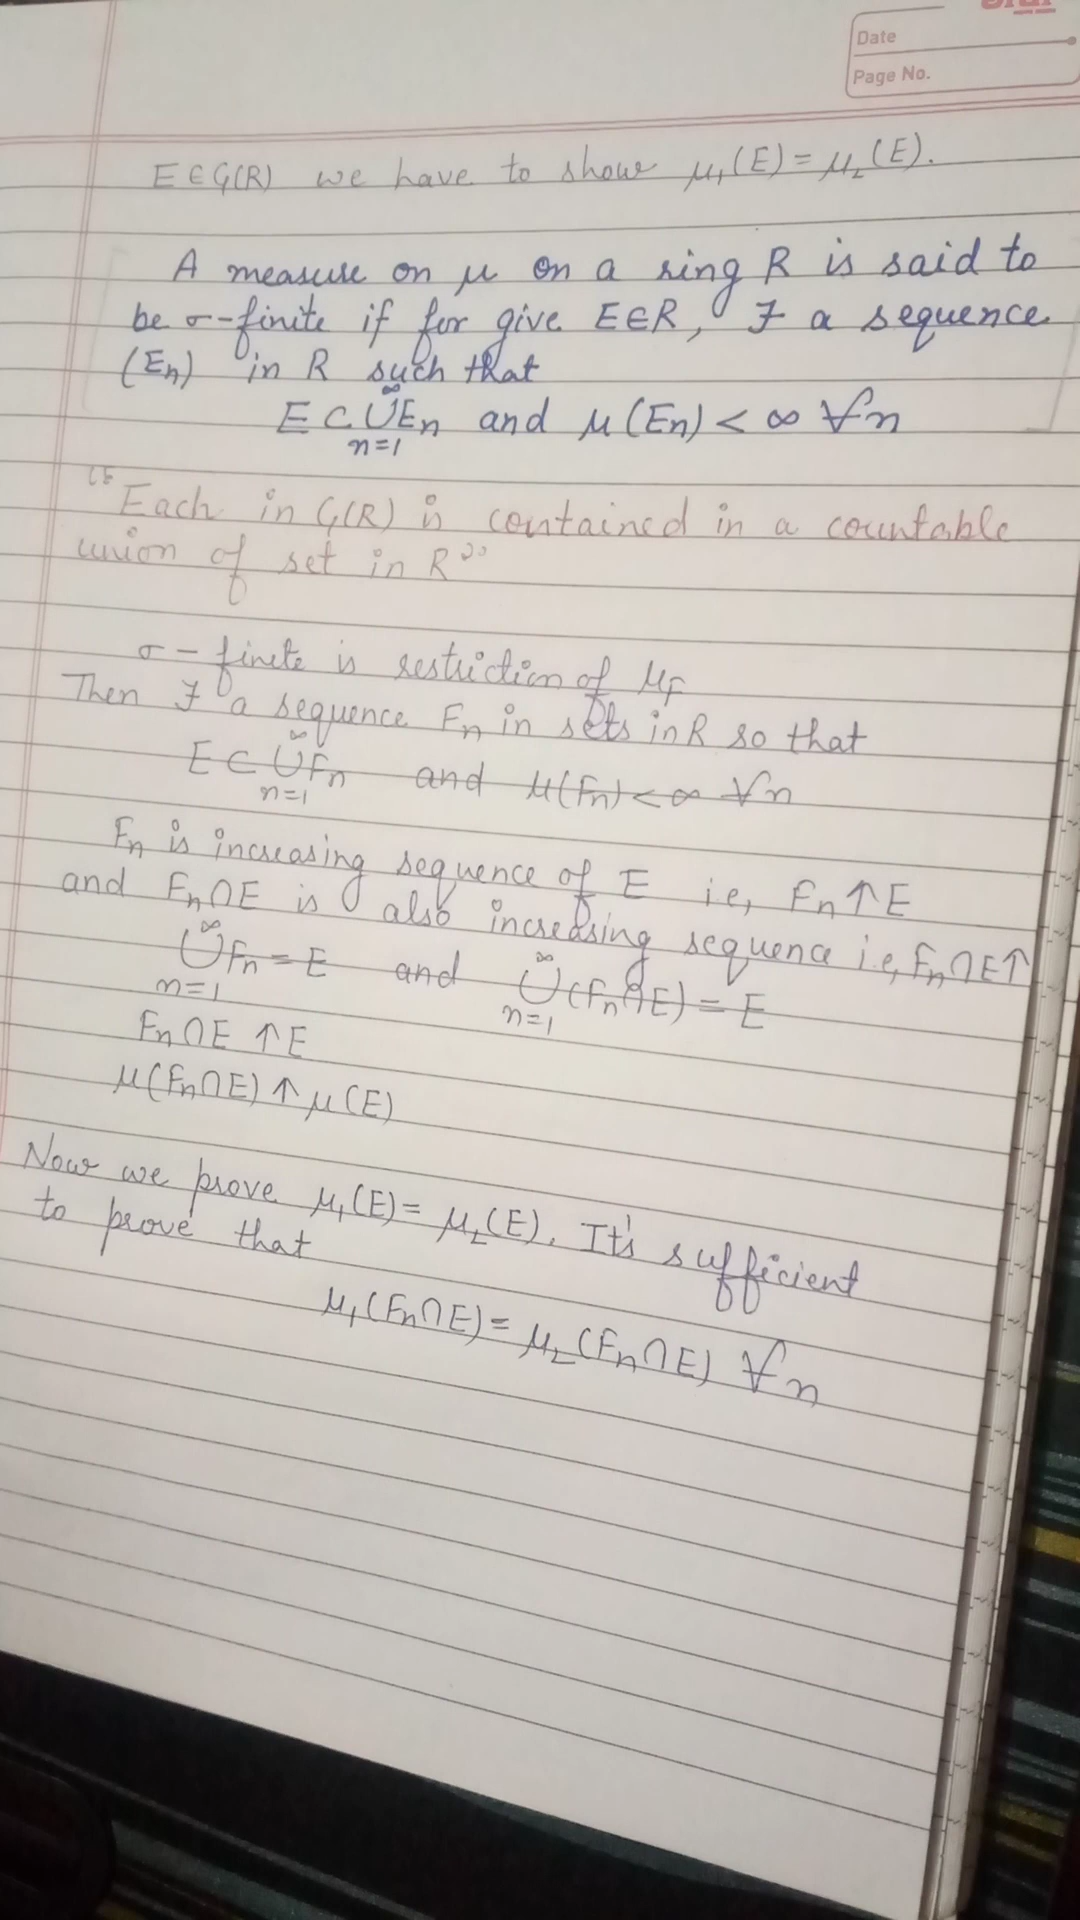 Date
Page No.
E ∈ G(R) we have to show μ₁(E) = μ₂(E).
A measure on μ on a ring R is said to
be σ-finite if for give E∈R, ∃ a sequence
(En) in R such that
E ⊂ ∞∪n=1 En and μ(En) < ∞ ∀n
"Each in G(R) is contained in a countable
union of set in R"
σ-finite is restriction of μF
Then ∃ a sequence Fn in sets in R so that
E ⊂ ∞∪n=1 Fn and μ(Fn) < ∞ ∀n
Fn is increasing sequence of E ie, Fn↑E
and Fn∩E is also increasing sequence i.e, Fn∩E↑
∞∪n=1 Fn = E and ∞∪n=1 (Fn∩E) = E
Fn∩E ↑E
μ(Fn∩E) ↑ μ(E)
Now we prove μ₁(E) = μ₂(E). It's sufficient
to prove that
μ₁(Fn∩E) = μ₂(Fn∩E) ∀n